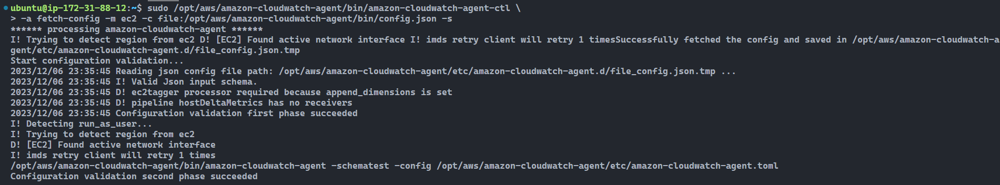 ubuntu@ip-172-31-88-12:~$ sudo /opt/aws/amazon-cloudwatch-agent/bin/amazon-cloudwatch-agent-ctl \
> -a fetch-config -m ec2 -c file:/opt/aws/amazon-cloudwatch-agent/bin/config.json -s
****** processing amazon-cloudwatch-agent ******
I! Trying to detect region from ec2 D! [EC2] Found active network interface I! imds retry client will retry 1 timesSuccessfully fetched the config and saved in /opt/aws/amazon-cloudwatch-a
gent/etc/amazon-cloudwatch-agent.d/file_config.json.tmp
Start configuration validation...
2023/12/06 23:35:45 Reading json config file path: /opt/aws/amazon-cloudwatch-agent/etc/amazon-cloudwatch-agent.d/file_config.json.tmp ...
2023/12/06 23:35:45 I! Valid Json input schema.
2023/12/06 23:35:45 D! ec2tagger processor required because append_dimensions is set
2023/12/06 23:35:45 D! pipeline hostDeltaMetrics has no receivers
2023/12/06 23:35:45 Configuration validation first phase succeeded
I! Detecting run_as_user...
I! Trying to detect region from ec2
D! [EC2] Found active network interface
I! imds retry client will retry 1 times
/opt/aws/amazon-cloudwatch-agent/bin/amazon-cloudwatch-agent -schematest -config /opt/aws/amazon-cloudwatch-agent/etc/amazon-cloudwatch-agent.toml
Configuration validation second phase succeeded